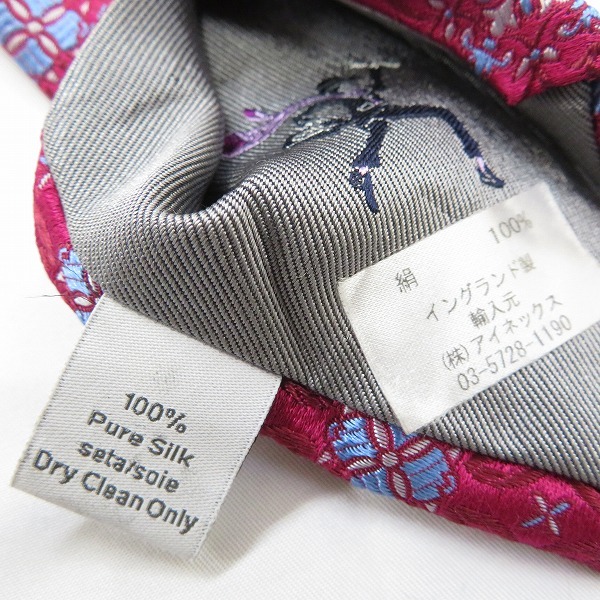 絹 100%
イングランド製
輸入元
(株)アイネックス
03-5728-1190
100%
Pure Silk
seta/soie
Dry Clean Only